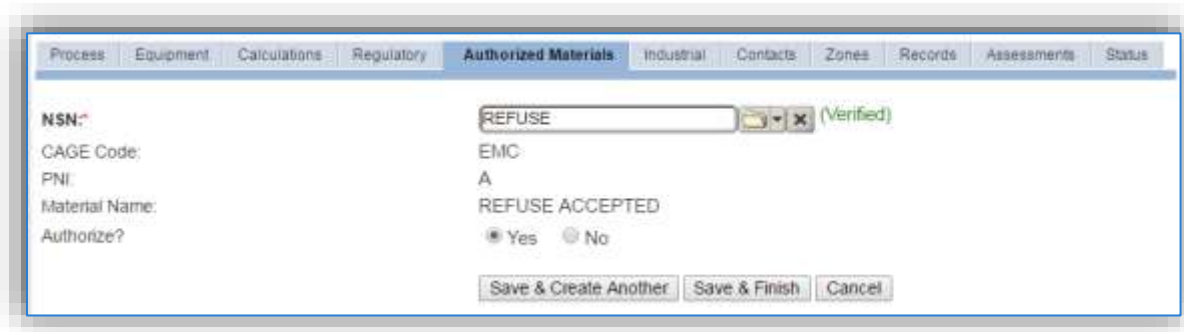 Process Equipment Calculations Regulatory Authorized Materials Industrial Contacts Zones Records Assessments Status
NSN:* REFUSE (Verified)
CAGE Code: EMC
PNI: A
Material Name: REFUSE ACCEPTED
Authorize? Yes No
Save & Create Another Save & Finish Cancel